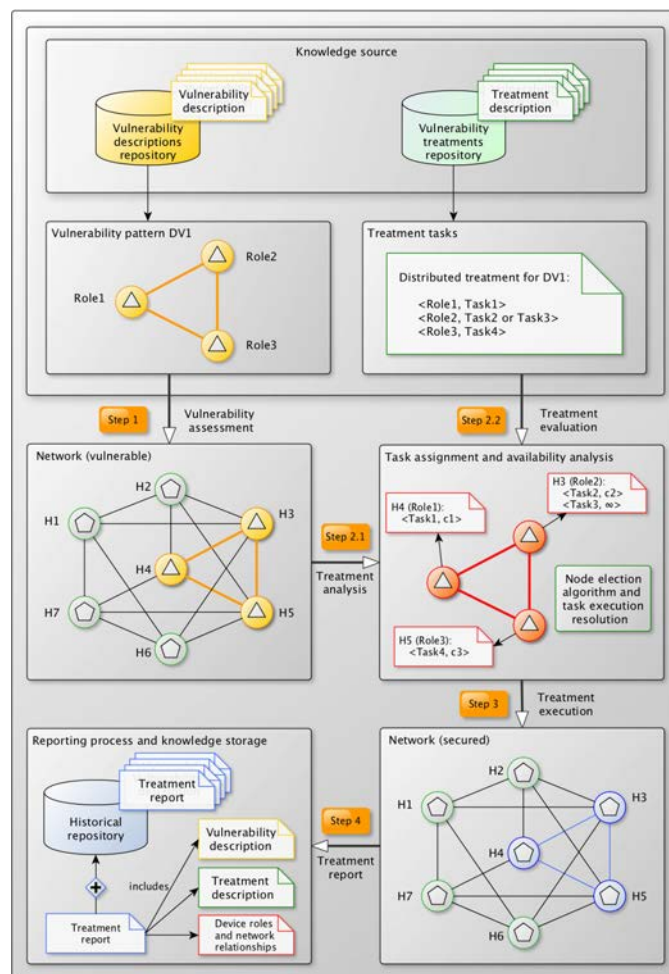 Knowledge source
Vulnerability
description
Vulnerability
descriptions
repository
Treatment
description
Vulnerability
treatments
repository
Vulnerability pattern DV1
Role2
Role1
Role3
Treatment tasks
Distributed treatment for DV1:
<Role1, Task1>
<Role2, Task2 or Task3>
<Role3, Task4>
Step 1
Vulnerability
assessment
Step 2.2
Treatment
evaluation
Network (vulnerable)
H2
H1
H3
H4
H7
H5
H6
Step 2.1
Treatment
analysis
Task assignment and availability analysis
H3 (Role2):
<Task2, c2>
<Task3, ∞>
H4 (Role1):
<Task1, c1>
Node election
algorithm and
task execution
resolution
H5 (Role3):
<Task4, c3>
Step 3
Treatment
execution
Reporting process and knowledge storage
Treatment
report
Historical
repository
Vulnerability
description
includes
Treatment
description
Treatment
report
Device roles
and network
relationships
Step 4
Treatment
report
Network (secured)
H2
H1
H3
H4
H7
H5
H6